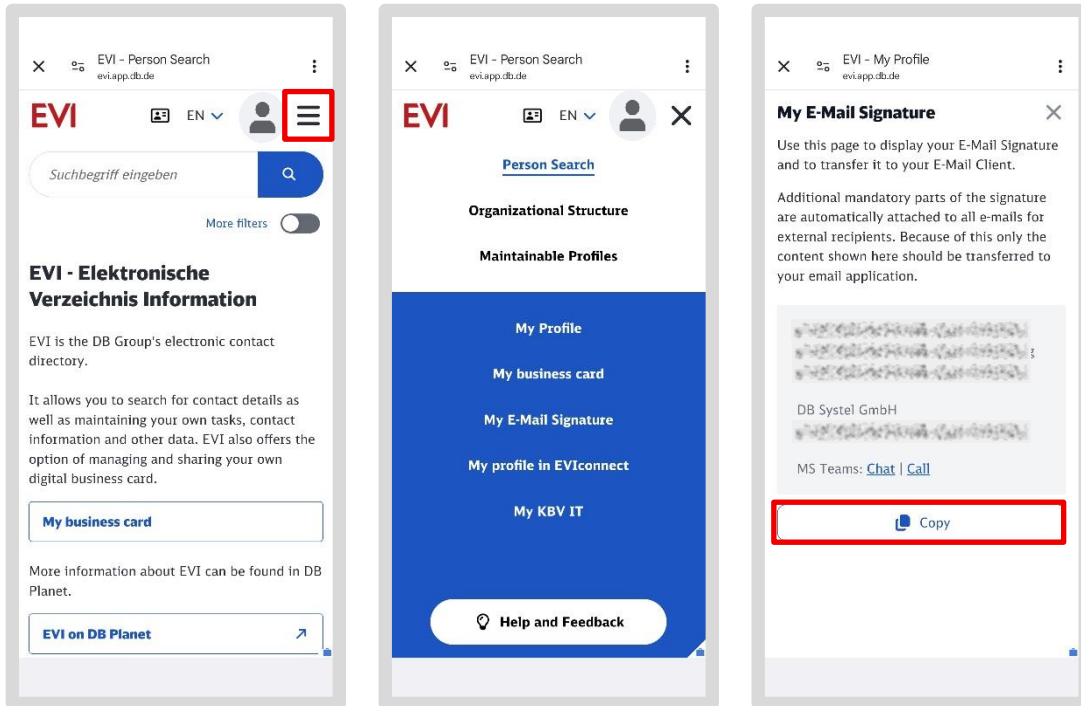 EVI - Person Search
evi.app.db.de
EVI
EN
Suchbegriff eingeben
More filters
EVI - Elektronische
Verzeichnis Information
EVI is the DB Group's electronic contact
directory.
It allows you to search for contact details as
well as maintaining your own tasks, contact
information and other data. EVI also offers the
option of managing and sharing your own
digital business card.
My business card
More information about EVI can be found in DB
Planet.
EVI on DB Planet
EVI - Person Search
evi.app.db.de
EVI
EN
Person Search
Organizational Structure
Maintainable Profiles
My Profile
My business card
My E-Mail Signature
My profile in EVIconnect
My KBV IT
Help and Feedback
EVI - My Profile
evi.app.db.de
My E-Mail Signature
Use this page to display your E-Mail Signature
and to transfer it to your E-Mail Client.
Additional mandatory parts of the signature
are automatically attached to all e-mails for
external recipients. Because of this only the
content shown here should be transferred to
your email application.
DB Systel GmbH
MS Teams: Chat | Call
Copy